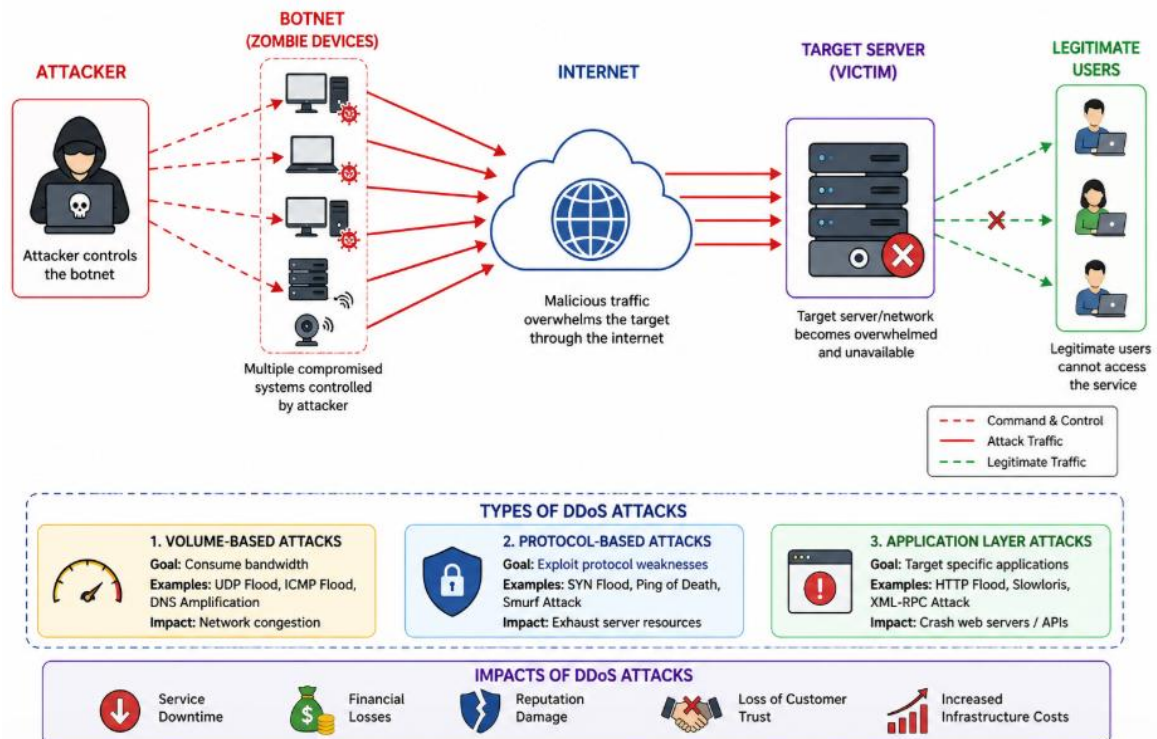 ATTACKER
Attacker controls
the botnet
BOTNET
(ZOMBIE DEVICES)
Multiple compromised
systems controlled
by attacker
INTERNET
Malicious traffic
overwhelms the target
through the internet
TARGET SERVER
(VICTIM)
Target server/network
becomes overwhelmed
and unavailable
LEGITIMATE
USERS
Legitimate users
cannot access
the service
Command & Control
Attack Traffic
Legitimate Traffic
TYPES OF DDoS ATTACKS
1. VOLUME-BASED ATTACKS
Goal: Consume bandwidth
Examples: UDP Flood, ICMP Flood,
DNS Amplification
Impact: Network congestion
2. PROTOCOL-BASED ATTACKS
Goal: Exploit protocol weaknesses
Examples: SYN Flood, Ping of Death,
Smurf Attack
Impact: Exhaust server resources
3. APPLICATION LAYER ATTACKS
Goal: Target specific applications
Examples: HTTP Flood, Slowloris,
XML-RPC Attack
Impact: Crash web servers / APIs
IMPACTS OF DDoS ATTACKS
Service
Downtime
$
Financial
Losses
Reputation
Damage
Loss of Customer
Trust
Increased
Infrastructure Costs